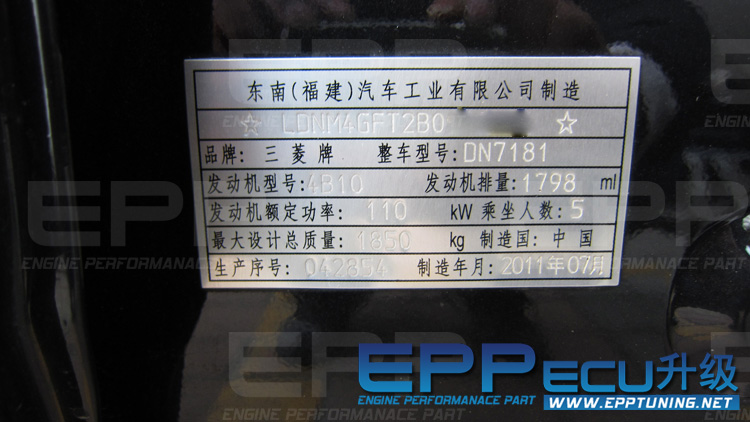 东南(福建)汽车工业有限公司制造
☆ LDNM4GFT2B0 ☆
品牌: 三菱牌 整车型号: DN7181
发动机型号: 4B10 发动机排量: 1798 ml
发动机额定功率: 110 kW 乘坐人数: 5
最大设计总质量: 1850 kg 制造国: 中国
生产序号: 042354 制造年月: 2011年07月
EPP ECU升级
ENGINE PERFORMANACE PART
WWW.EPPTUNING.NET